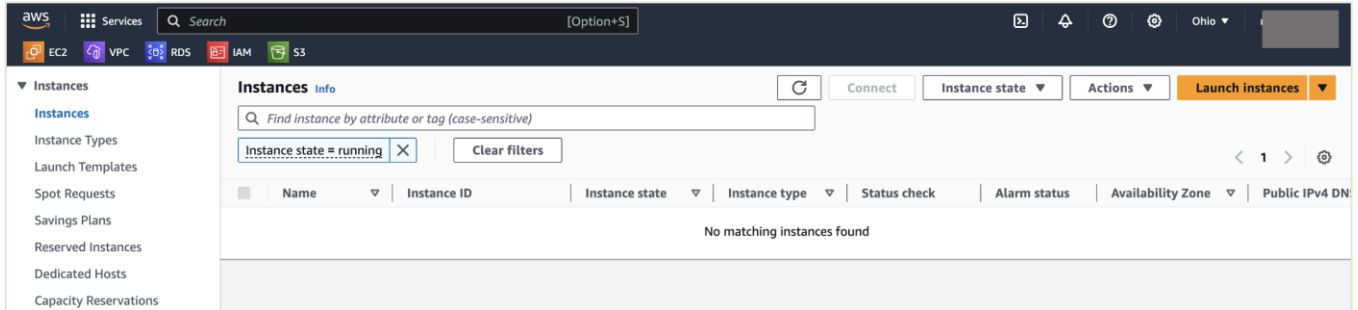 aws Services Search [Option+S] Ohio
EC2 VPC RDS IAM S3
Instances
Instances
Instance Types
Launch Templates
Spot Requests
Savings Plans
Reserved Instances
Dedicated Hosts
Capacity Reservations
Instances Info Connect Instance state Actions Launch instances
Find instance by attribute or tag (case-sensitive)
Instance state = running Clear filters
1
Name Instance ID Instance state Instance type Status check Alarm status Availability Zone Public IPv4 DN
No matching instances found